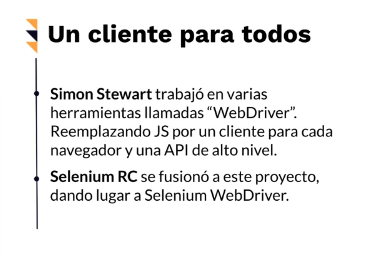 Un cliente para todos
Simon Stewart trabajó en varias
herramientas llamadas “WebDriver”.
Reemplazando JS por un cliente para cada
navegador y una API de alto nivel.
Selenium RC se fusionó a este proyecto,
dando lugar a Selenium WebDriver.